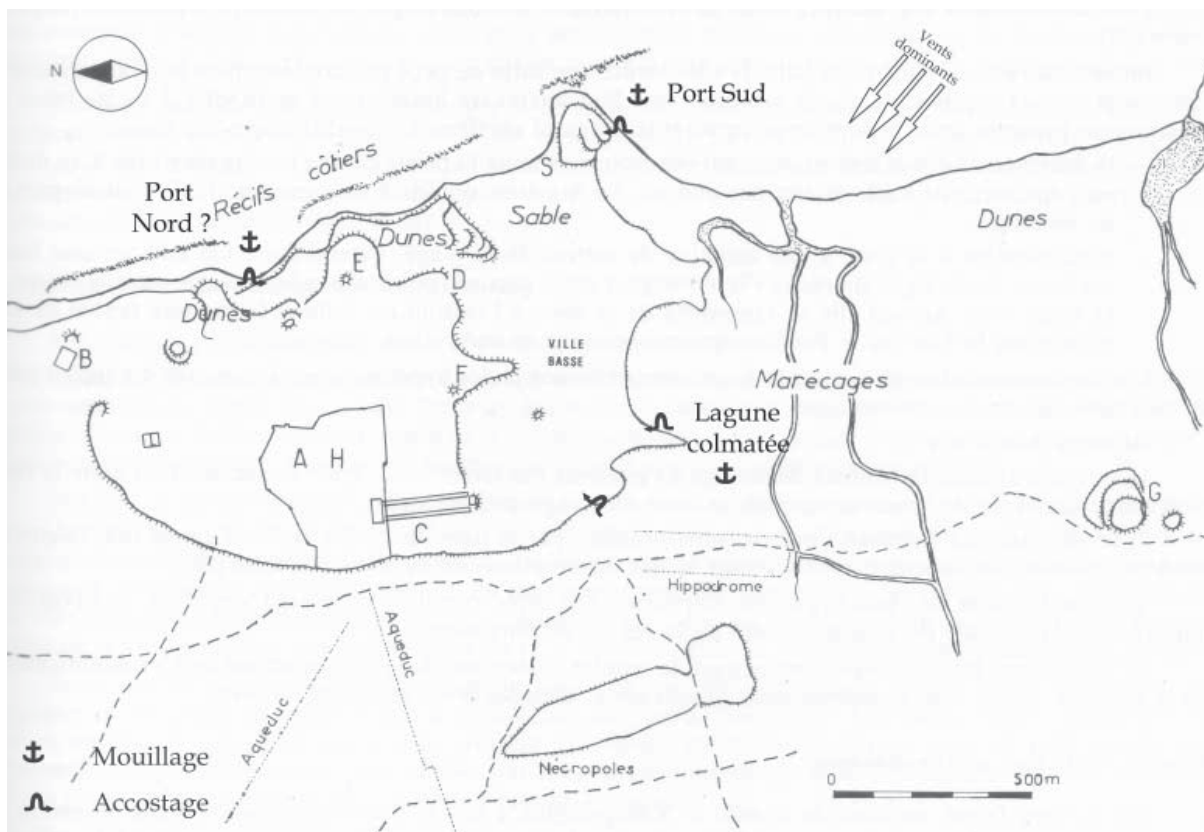 N
Vents
dominants
Port Sud
S
Port
Nord ?
Récifs
côtiers
Sable
Dunes
Dunes
E
D
Dunes
B
VILLE
BASSE
F
Marécages
Lagune
colmatée
A H
C
G
Hippodrome
Aqueduc
Aqueduc
Nécropoles
Mouillage
Accostage
0 500m